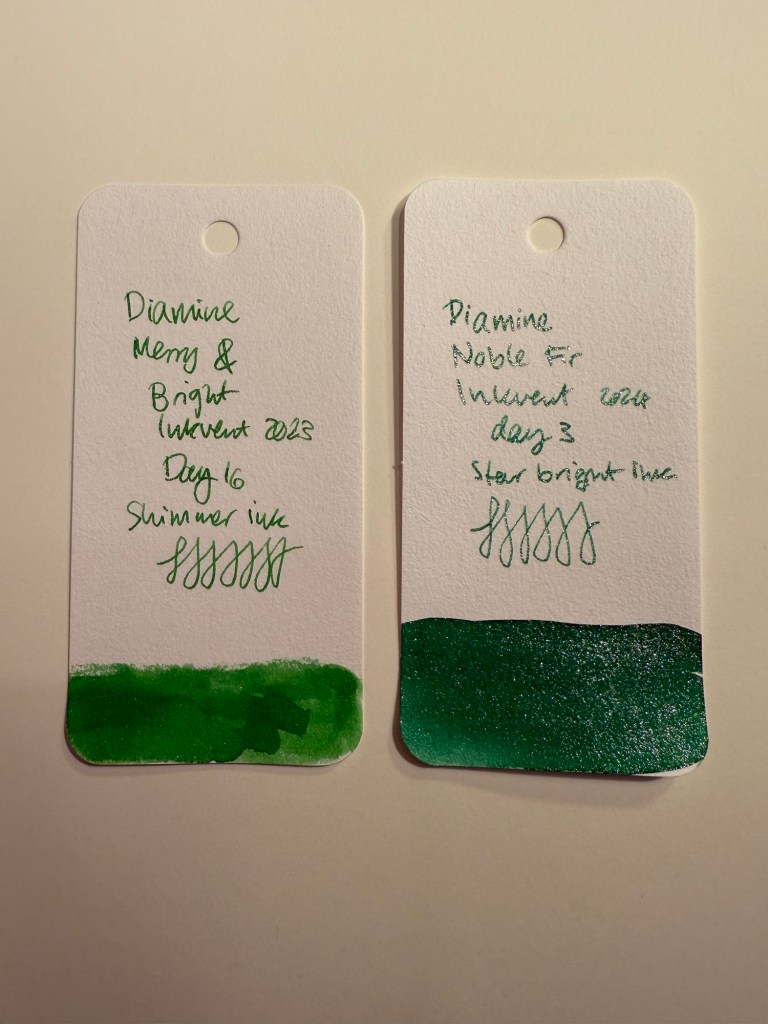 Diamine
Merry &
Bright
Inkvent 2023
Day 16
Shimmer ink
Diamine
Noble Fir
Inkvent 2024
day 3
Star bright ink